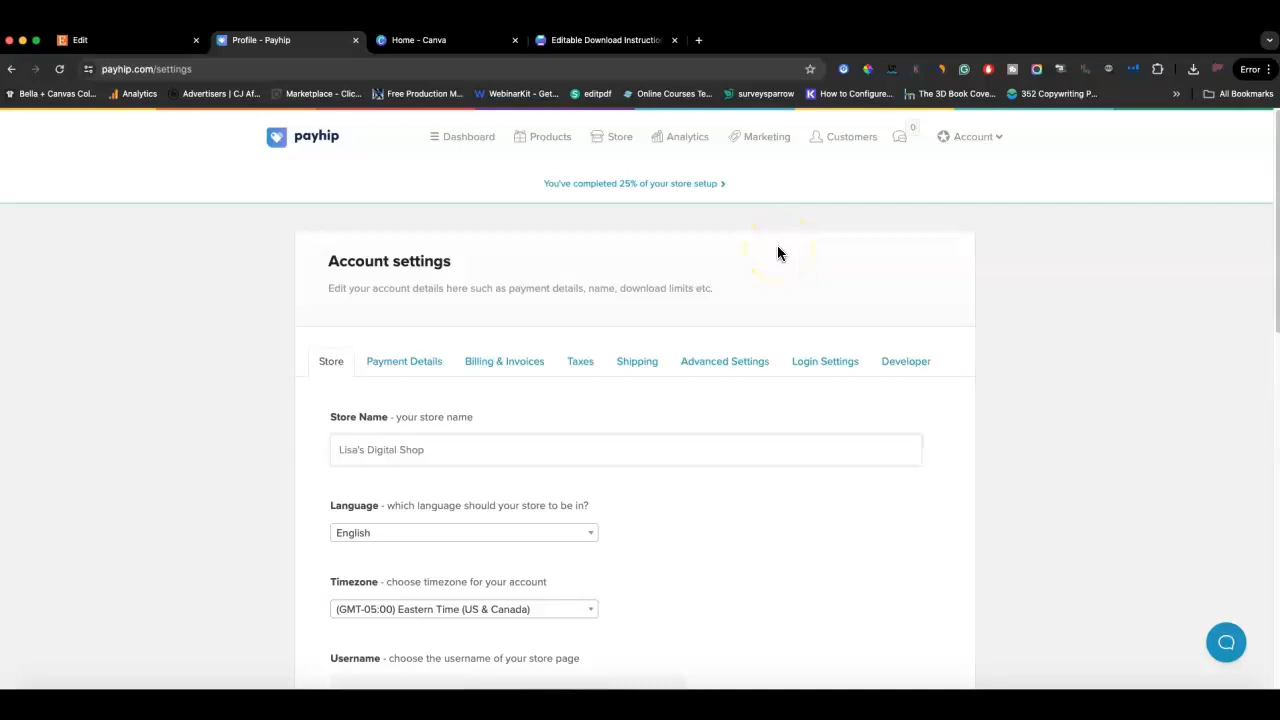 Edit
Profile - Payhip
Home - Canva
Editable Download Instructio
payhip.com/settings
Error
Bella + Canvas Col...
Analytics
Advertisers | CJ Af...
Marketplace - Clic...
Free Production M...
WebinarKit - Get...
editpdf
Online Courses Te...
surveysparrow
How to Configure...
The 3D Book Cove...
352 Copywriting P...
»
All Bookmarks
payhip
Dashboard
Products
Store
Analytics
Marketing
Customers
0
Account
You've completed 25% of your store setup
Account settings
Edit your account details here such as payment details, name, download limits etc.
Store
Payment Details
Billing & Invoices
Taxes
Shipping
Advanced Settings
Login Settings
Developer
Store Name - your store name
Lisa's Digital Shop
Language - which language should your store to be in?
English
Timezone - choose timezone for your account
(GMT-05:00) Eastern Time (US & Canada)
Username - choose the username of your store page